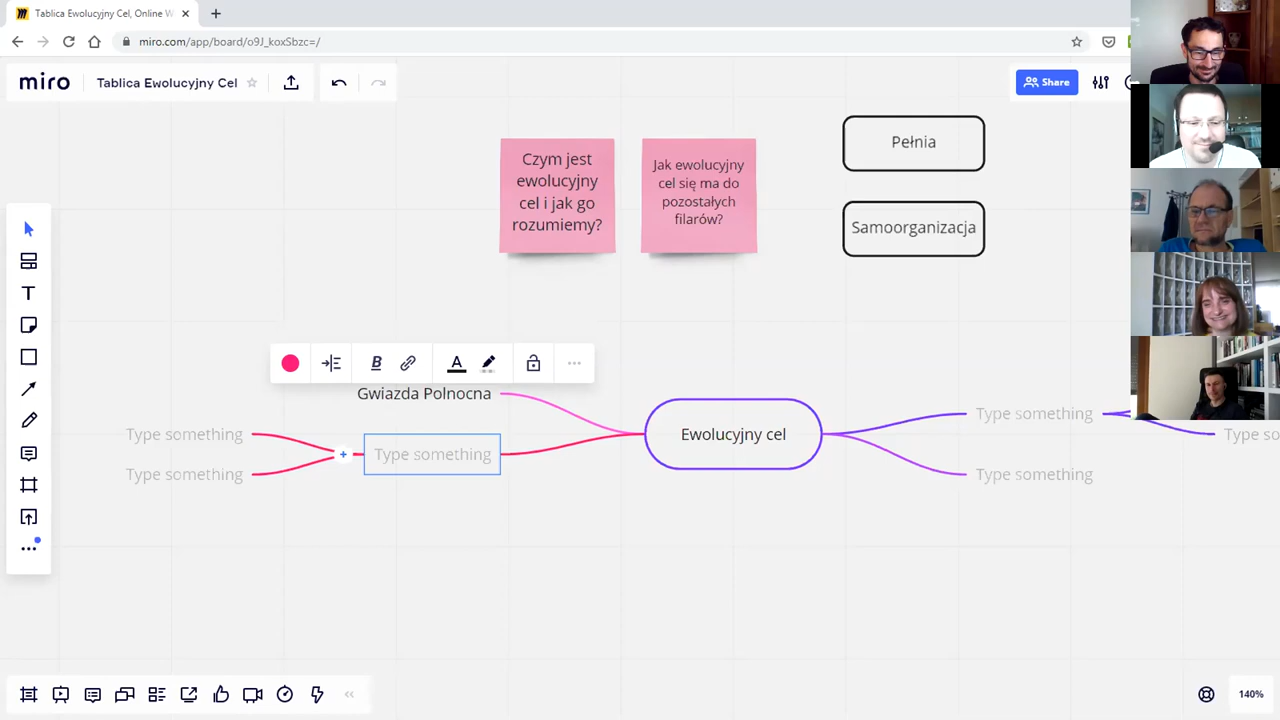 Tablica Ewolucyjny Cel, Online W
miro.com/app/board/o9J_koxSbzc=/
miro
Tablica Ewolucyjny Cel
Share
Czym jest
ewolucyjny
cel i jak go
rozumiemy?
Jak ewolucyjny
cel się ma do
pozostałych
filarów?
Pełnia
Samoorganizacja
T
B
A
Gwiazda Polnocna
Type something
Type something
Type something
Ewolucyjny cel
Type something
Type so
Type something
140%